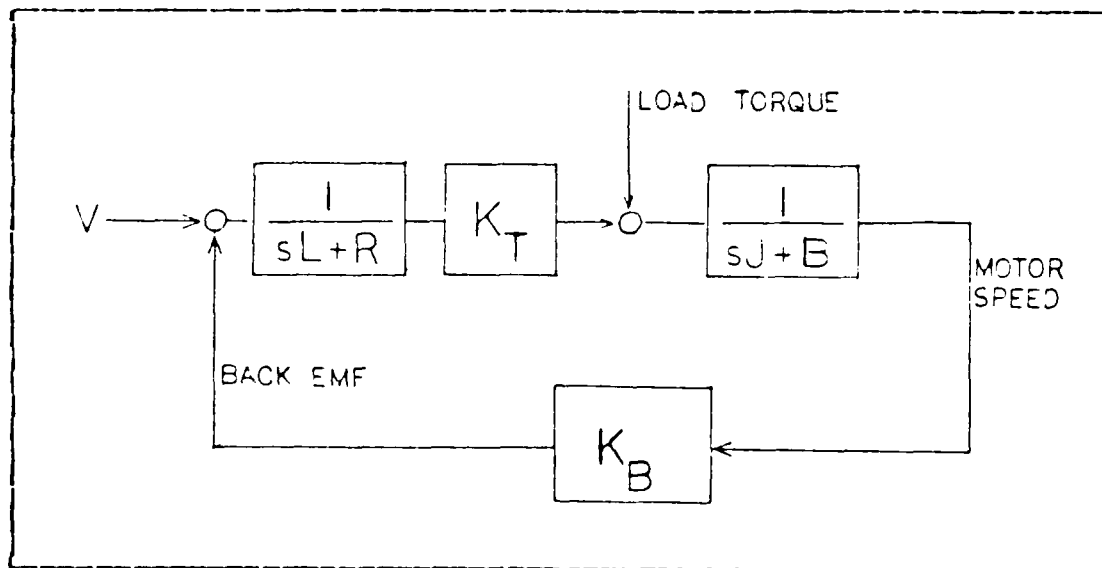 LOAD TORQUE
V
1
sL+R
K_T
1
sJ+B
MOTOR
SPEED
BACK EMF
K_B